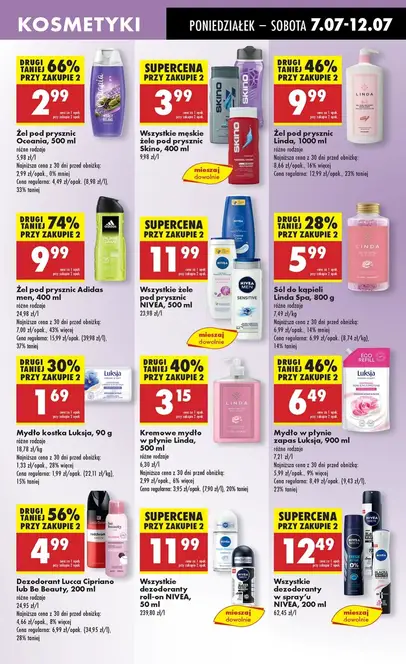 KOSMETYKI
PONIEDZIAŁEK – SOBOTA 7.07-12.07
DRUGI TANIEJ 66%
PRZY ZAKUPIE 2
2.99
Żel pod prysznic
Oceania, 500 ml
różne rodzaje
5,98 zł/l
Najniższa cena z 30 dni przed obniżką:
2,99 zł/opak., 0% mniej
Cena regularna: 4,49 zł/opak. (8,98 zł/l),
33% taniej
SUPERCENA
PRZY ZAKUPIE 2
3.99
Wszystkie męskie
żele pod prysznic
Skino, 400 ml
9,98 zł/l
mieszaj
dowolnie
DRUGI TANIEJ 46%
PRZY ZAKUPIE 2
9.99
Żel pod prysznic
Linda, 1000 ml
różne rodzaje
Najniższa cena z 30 dni przed obniżką:
8,66 zł/opak., 16% więcej
Cena regularna: 12,99 zł/opak., 23% taniej
DRUGI TANIEJ 74%
PRZY ZAKUPIE 2
9.99
Żel pod prysznic Adidas
men, 400 ml
różne rodzaje
24,98 zł/l
Najniższa cena z 30 dni przed obniżką:
7,00 zł/opak., 43% więcej
Cena regularna: 15,99 zł/opak. (39,98 zł/l),
37% taniej
SUPERCENA
PRZY ZAKUPIE 2
11.99
Wszystkie żele
pod prysznic
NIVEA, 500 ml
23,98 zł/l
mieszaj
dowolnie
DRUGI TANIEJ 28%
PRZY ZAKUPIE 2
5.99
Sól do kąpieli
Linda Spa, 800 g
różne rodzaje
7,49 zł/kg
Najniższa cena z 30 dni przed obniżką:
6,99 zł/opak., 14% mniej
Cena regularna: 6,99 zł/opak. (8,74 zł/kg),
14% taniej
DRUGI TANIEJ 30%
PRZY ZAKUPIE 2
1.69
Mydło kostka Luksja, 90 g
różne rodzaje
18,78 zł/kg
Najniższa cena z 30 dni przed obniżką:
1,33 zł/opak., 28% więcej
Cena regularna: 1,99 zł/opak. (22,11 zł/kg),
15% taniej
DRUGI TANIEJ 40%
PRZY ZAKUPIE 2
3.15
Kremowe mydło
w płynie Linda,
500 ml
różne rodzaje
6,30 zł/l
Najniższa cena z 30 dni przed obniżką:
2,99 zł/opak., 6% więcej
Cena regularna: 3,95 zł/opak. (7,90 zł/l), 20% taniej
DRUGI TANIEJ 46%
PRZY ZAKUPIE 2
6.49
Mydło w płynie
zapas Luksja, 900 ml
różne rodzaje
7,21 zł/l
Najniższa cena z 30 dni przed obniżką:
5,99 zł/opak., 9% więcej
Cena regularna: 8,49 zł/opak. (9,43 zł/l),
23% taniej
DRUGI TANIEJ 56%
PRZY ZAKUPIE 2
4.99
Dezodorant Lucca Cipriano
lub Be Beauty, 200 ml
różne rodzaje
24,95 zł/l
Najniższa cena z 30 dni przed obniżką:
4,66 zł/opak., 8% więcej
Cena regularna: 6,99 zł/opak. (34,95 zł/l),
28% taniej
SUPERCENA
PRZY ZAKUPIE 2
11.99
Wszystkie
dezodoranty
roll-on NIVEA,
50 ml
239,80 zł/l
mieszaj
dowolnie
SUPERCENA
PRZY ZAKUPIE 2
12.49
Wszystkie
dezodoranty
w spray'u
NIVEA, 200 ml
62,45 zł/l
mieszaj
dowolnie